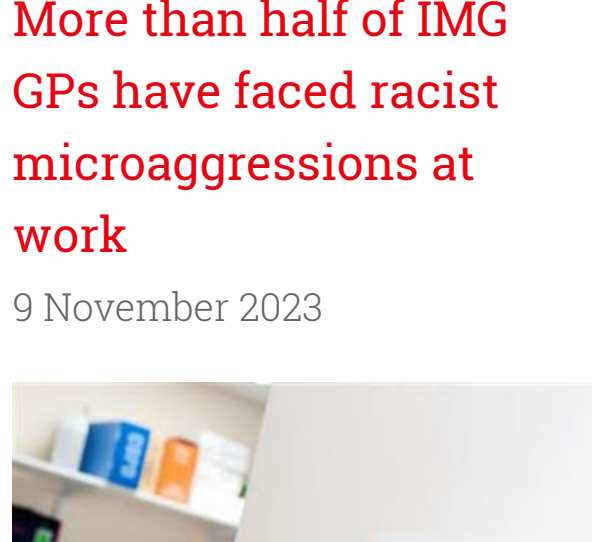 More than half of IMG
GPs have faced racist
microaggressions at
work
9 November 2023